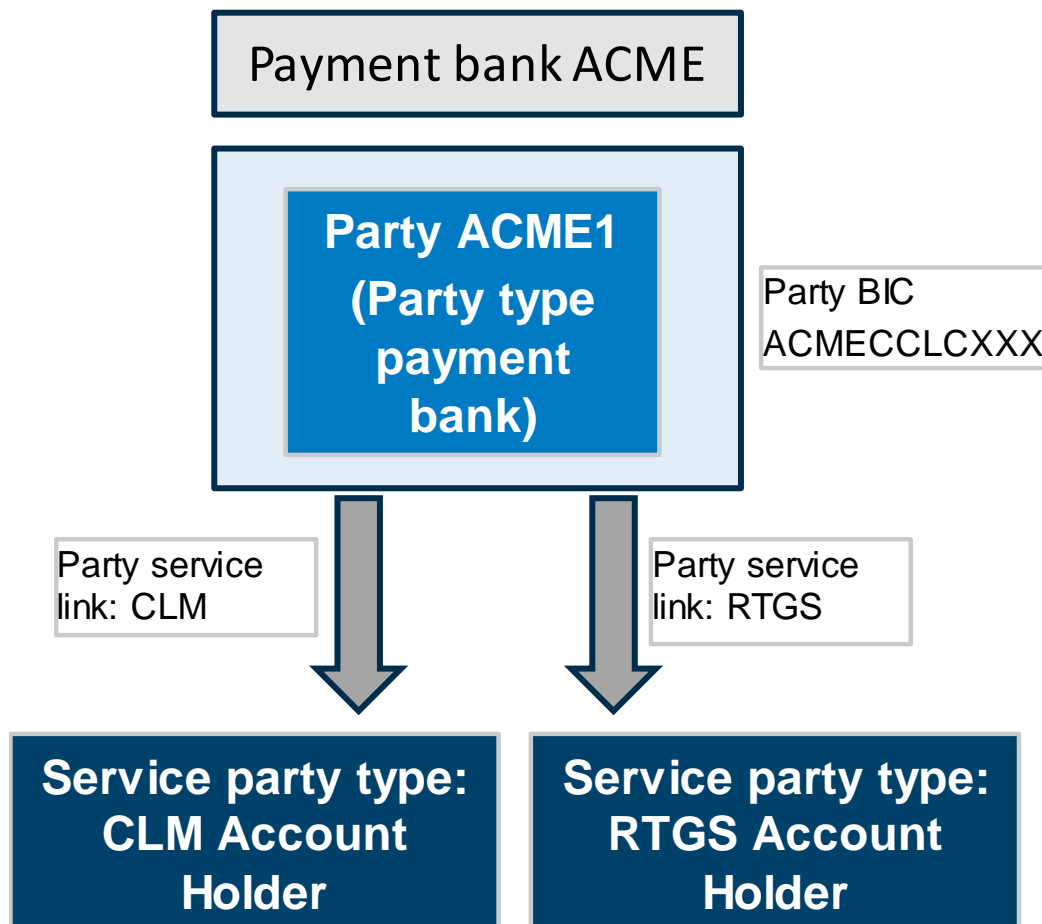 Payment bank ACME
Party ACME1
(Party type
payment
bank)
Party BIC
ACMECCLCXXX
Party service
link: CLM
Party service
link: RTGS
Service party type:
CLM Account
Holder
Service party type:
RTGS Account
Holder